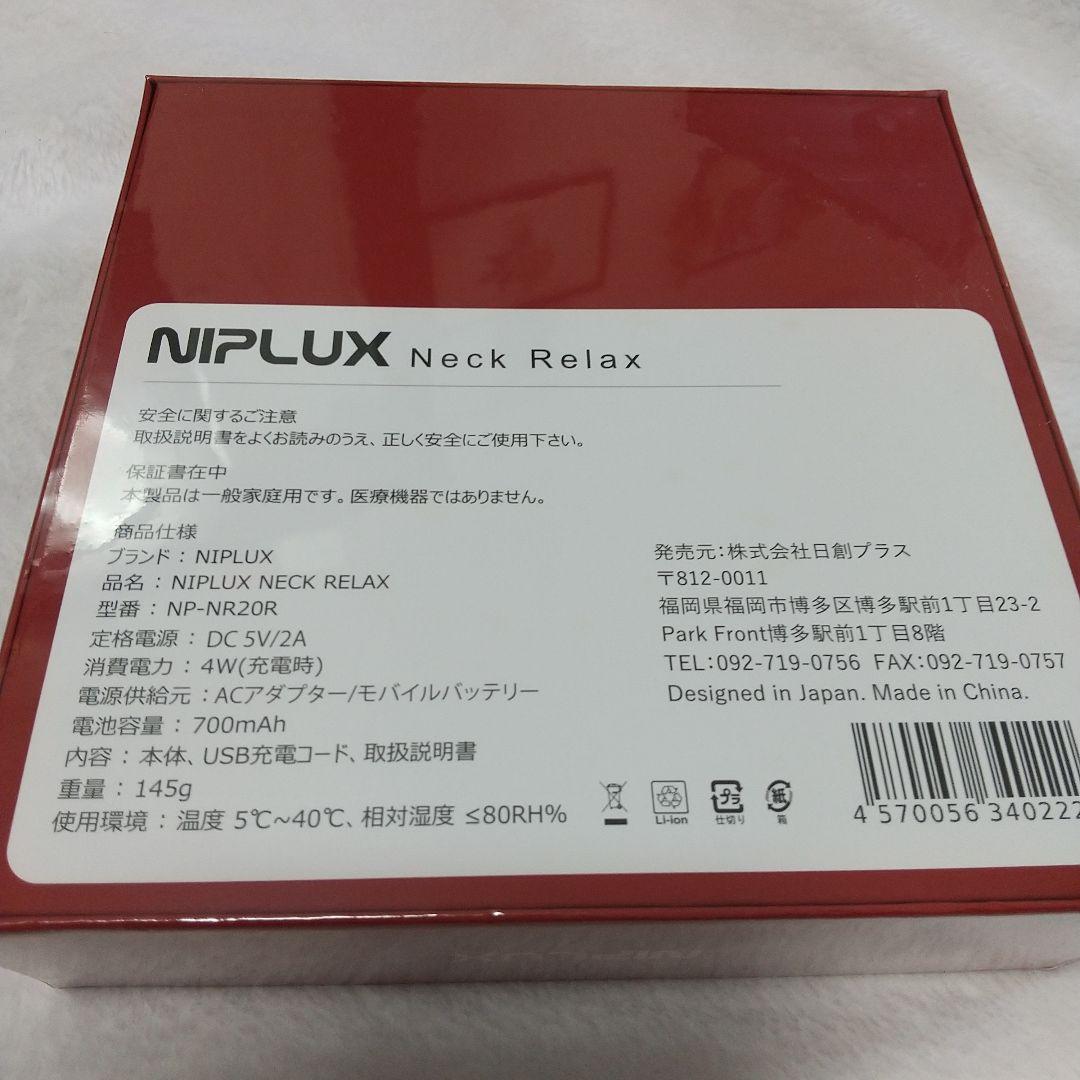 NIPLUX Neck Relax
安全に関するご注意
取扱説明書をよくお読みのうえ、正しく安全にご使用下さい。
保証書在中
本製品は一般家庭用です。医療機器ではありません。
商品仕様
ブランド：NIPLUX
品名：NIPLUX NECK RELAX
型番：NP-NR20R
定格電源：DC 5V/2A
消費電力：4W(充電時)
電源供給元：ACアダプター/モバイルバッテリー
電池容量：700mAh
内容：本体、USB充電コード、取扱説明書
重量：145g
使用環境：温度 5℃~40℃、相対湿度 ≤80RH%
発売元：株式会社日創プラス
〒812-0011
福岡県福岡市博多区博多駅前1丁目23-2
Park Front博多駅前1丁目8階
TEL：092-719-0756 FAX：092-719-0757
Designed in Japan. Made in China.
Li-ion
プラ
仕切り
紙
箱
4 570056 340222